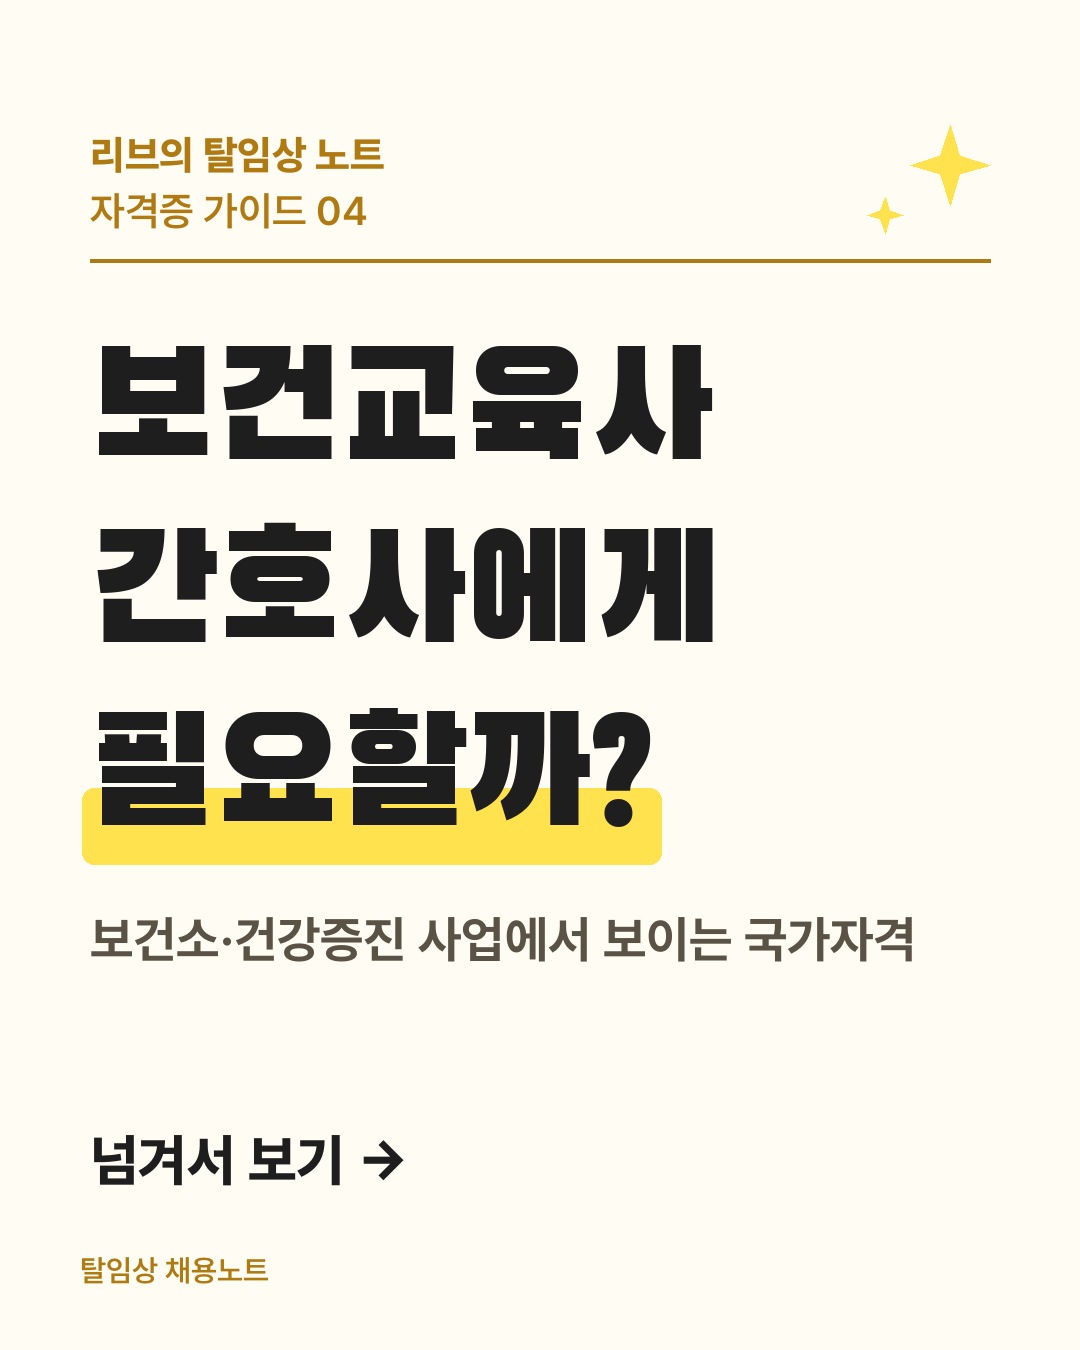 리브의 탈임상 노트
자격증 가이드 04
보건교육사
간호사에게
필요할까?
보건소·건강증진 사업에서 보이는 국가자격
넘겨서 보기 →
탈임상 채용노트